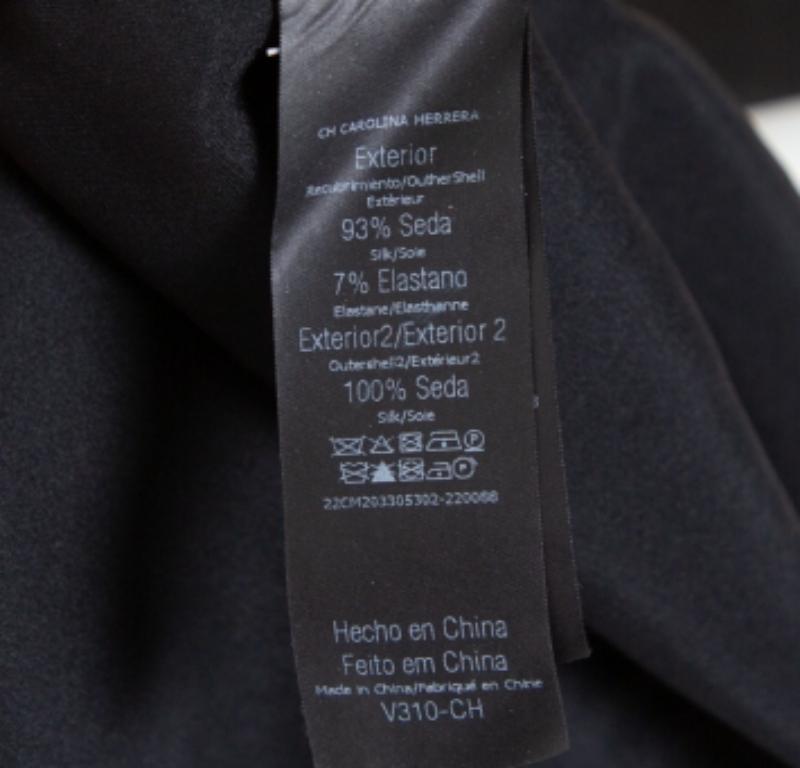 CH CAROLINA HERRERA
Exterior
Recubrimiento/OutherShell
Extérieur
93% Seda
Silk/Soie
7% Elastano
Elastane/Elasthanne
Exterior2/Exterior 2
Outershell2/Extérieur2
100% Seda
Silk/Soie
22CM203305302-220088
Hecho en China
Feito em China
Made in China/Fabriqué en Chine
V310-CH